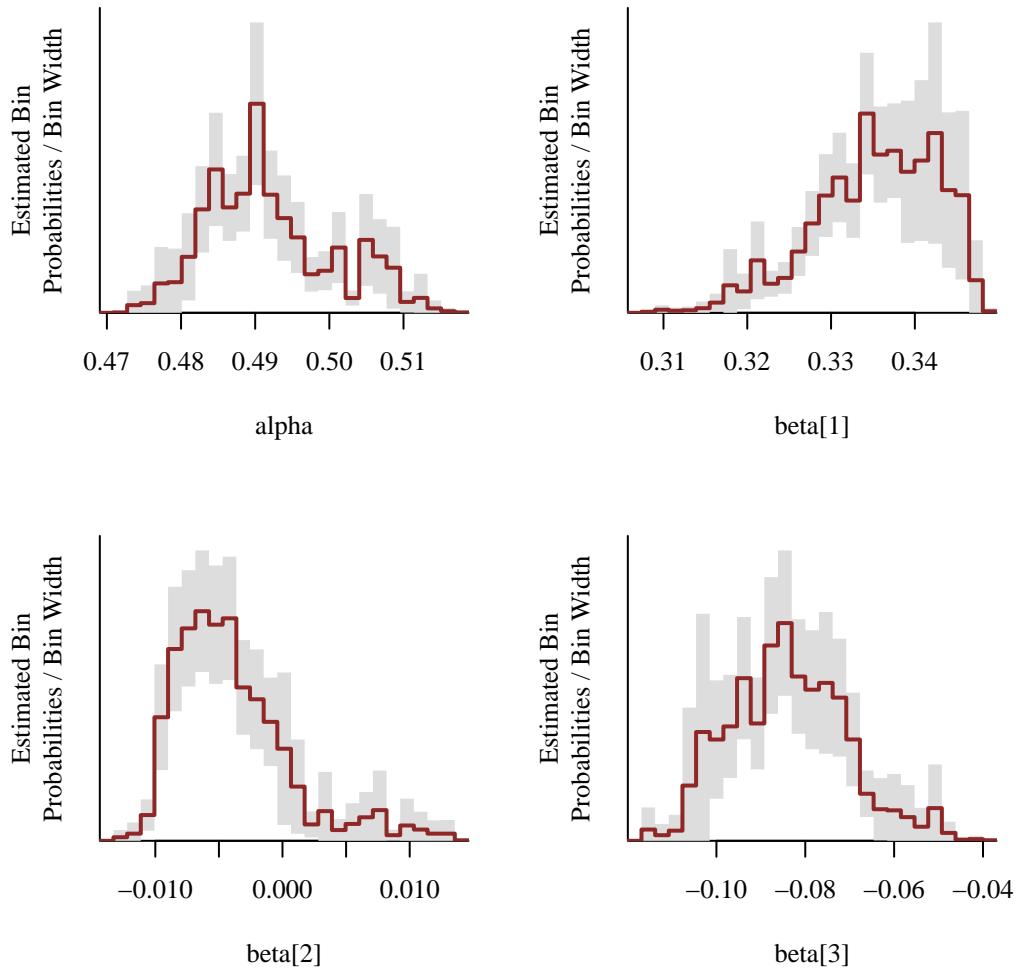 Estimated Bin
Probabilities / Bin Width
0.47 0.48 0.49 0.50 0.51
alpha
Estimated Bin
Probabilities / Bin Width
0.31 0.32 0.33 0.34
beta[1]
Estimated Bin
Probabilities / Bin Width
−0.010 0.000 0.010
beta[2]
Estimated Bin
Probabilities / Bin Width
−0.10 −0.08 −0.06 −0.04
beta[3]